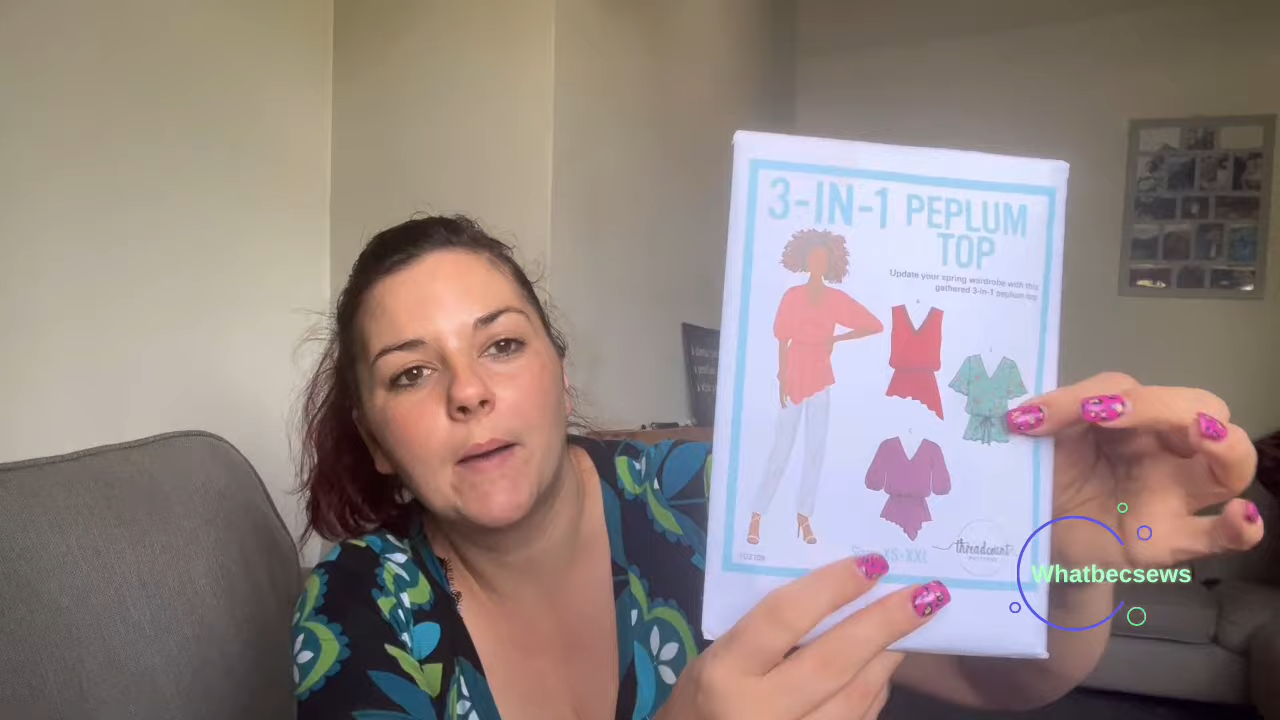 3-IN-1 PEPLUM
TOP
Update your spring wardrobe with this
gathered 3-in-1 peplum top
A
C
XS-XXL
threadcount
Whatbecsews